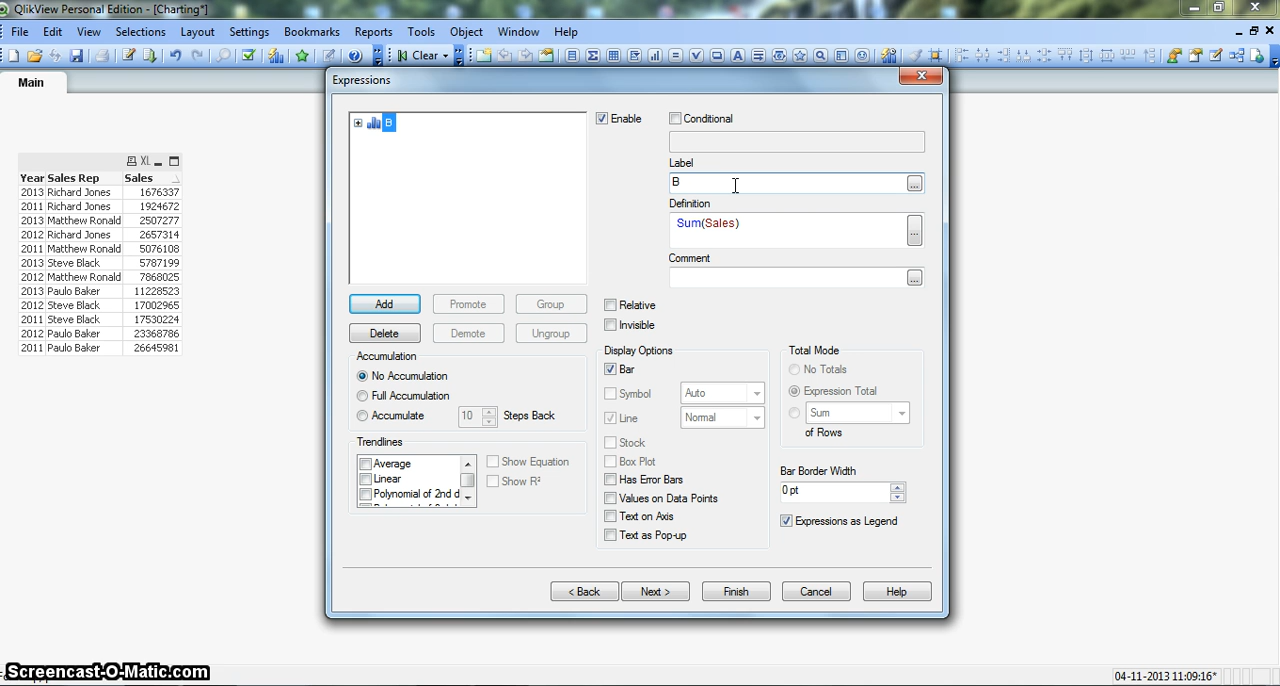 QlikView Personal Edition - [Charting*]
File Edit View Selections Layout Settings Bookmarks Reports Tools Object Window Help
Clear
Main
Expressions
XL
Year Sales Rep Sales
2013 Richard Jones 1676337
2011 Richard Jones 1924672
2013 Matthew Ronald 2507277
2012 Richard Jones 2657314
2011 Matthew Ronald 5076108
2013 Steve Black 5787199
2012 Matthew Ronald 7868025
2013 Paulo Baker 11228523
2012 Steve Black 17002965
2011 Steve Black 17530224
2012 Paulo Baker 23368786
2011 Paulo Baker 26645981
B
Enable Conditional
Label
B
Definition
Sum(Sales)
Comment
Add Promote Group
Delete Demote Ungroup
Relative
Invisible
Accumulation
No Accumulation
Full Accumulation
Accumulate 10 Steps Back
Trendlines
Average
Linear
Polynomial of 2nd d
Show Equation
Show R²
Display Options
Bar
Symbol Auto
Line Normal
Stock
Box Plot
Has Error Bars
Values on Data Points
Text on Axis
Text as Pop-up
Total Mode
No Totals
Expression Total
Sum
of Rows
Bar Border Width
0 pt
Expressions as Legend
< Back Next > Finish Cancel Help
Screencast-O-Matic.com
04-11-2013 11:09:16*